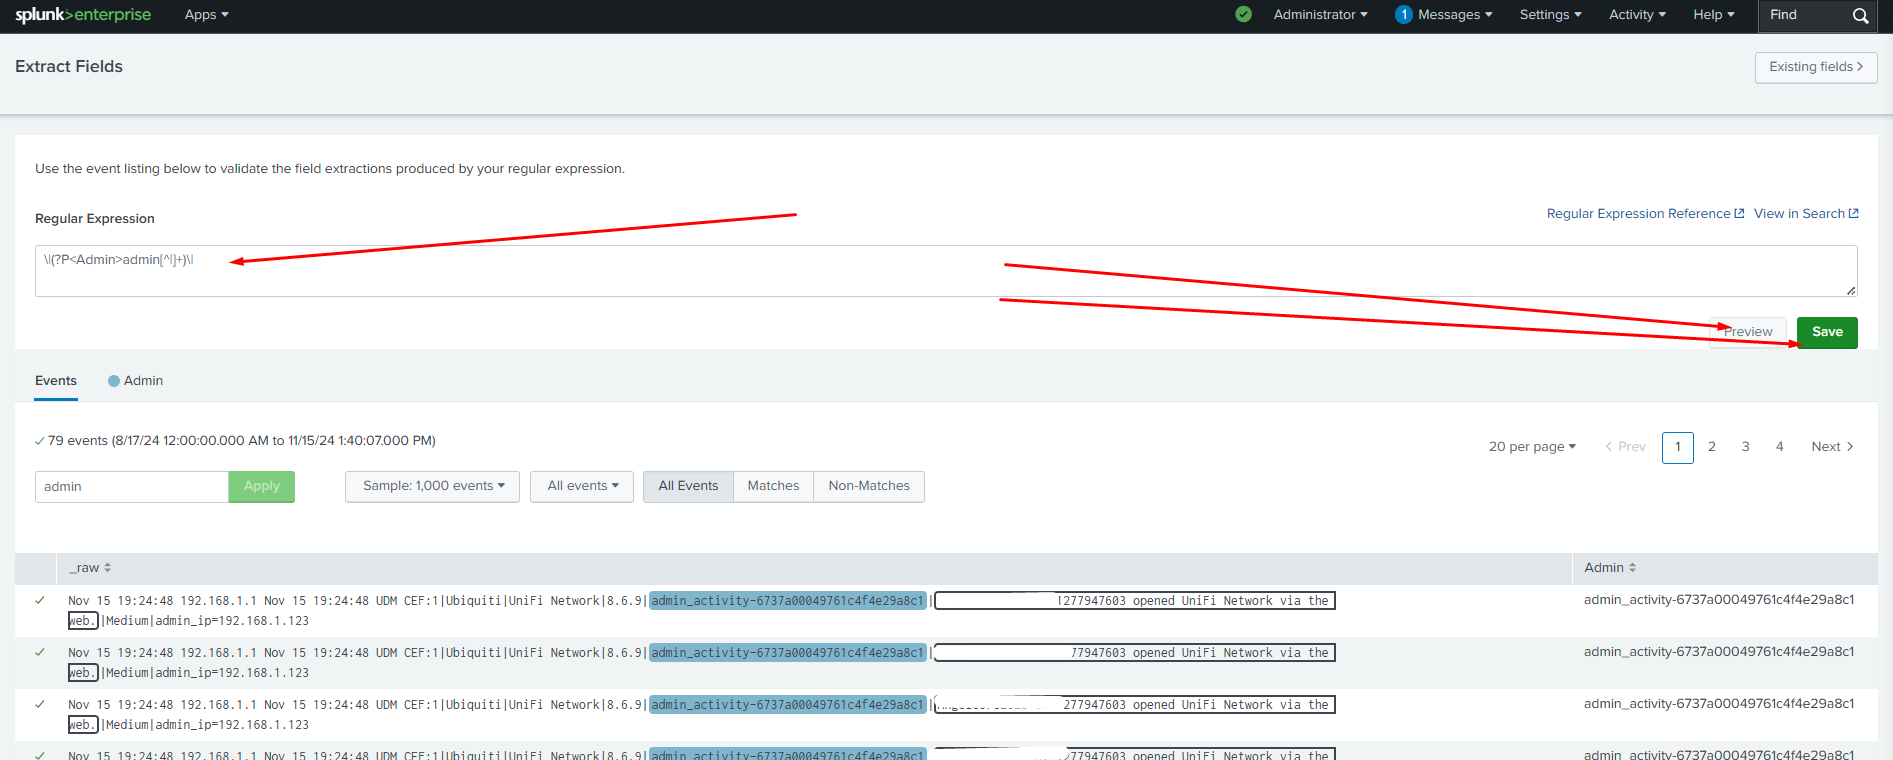 splunk>enterprise Apps Administrator 1 Messages Settings Activity Help Find
Extract Fields
Existing fields >
Use the event listing below to validate the field extractions produced by your regular expression.
Regular Expression
Regular Expression Reference View in Search
\|(?P<Admin>admin[^|]+)\|
Preview Save
Events Admin
79 events (8/17/24 12:00:00.000 AM to 11/15/24 1:40:07.000 PM)
20 per page < Prev 1 2 3 4 Next >
admin Apply Sample: 1,000 events All events All Events Matches Non-Matches
_raw Admin
Nov 15 19:24:48 192.168.1.1 Nov 15 19:24:48 UDM CEF:1|Ubiquiti|UniFi Network|8.6.9|admin_activity-6737a00049761c4f4e29a8c1| 1277947603 opened UniFi Network via the admin_activity-6737a00049761c4f4e29a8c1
web.|Medium|admin_ip=192.168.1.123
Nov 15 19:24:48 192.168.1.1 Nov 15 19:24:48 UDM CEF:1|Ubiquiti|UniFi Network|8.6.9|admin_activity-6737a00049761c4f4e29a8c1| 77947603 opened UniFi Network via the admin_activity-6737a00049761c4f4e29a8c1
web.|Medium|admin_ip=192.168.1.123
Nov 15 19:24:48 192.168.1.1 Nov 15 19:24:48 UDM CEF:1|Ubiquiti|UniFi Network|8.6.9|admin_activity-6737a00049761c4f4e29a8c1| 277947603 opened UniFi Network via the admin_activity-6737a00049761c4f4e29a8c1
web.|Medium|admin_ip=192.168.1.123
Nov 15 19:24:48 192.168.1.1 Nov 15 19:24:48 UDM CEF:1|Ubiquiti|UniFi Network|8.6.9|admin_activity-6737a00049761c4f4e29a8c1| 1277947603 opened UniFi Network via the admin_activity-6737a00049761c4f4e29a8c1